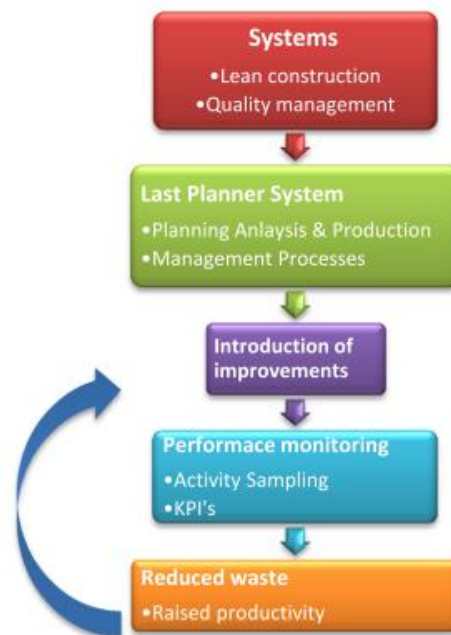 Systems
•Lean construction
•Quality management
Last Planner System
•Planning Anlaysis & Production
•Management Processes
Introduction of
improvements
Performace monitoring
•Activity Sampling
•KPI's
Reduced waste
•Raised productivity